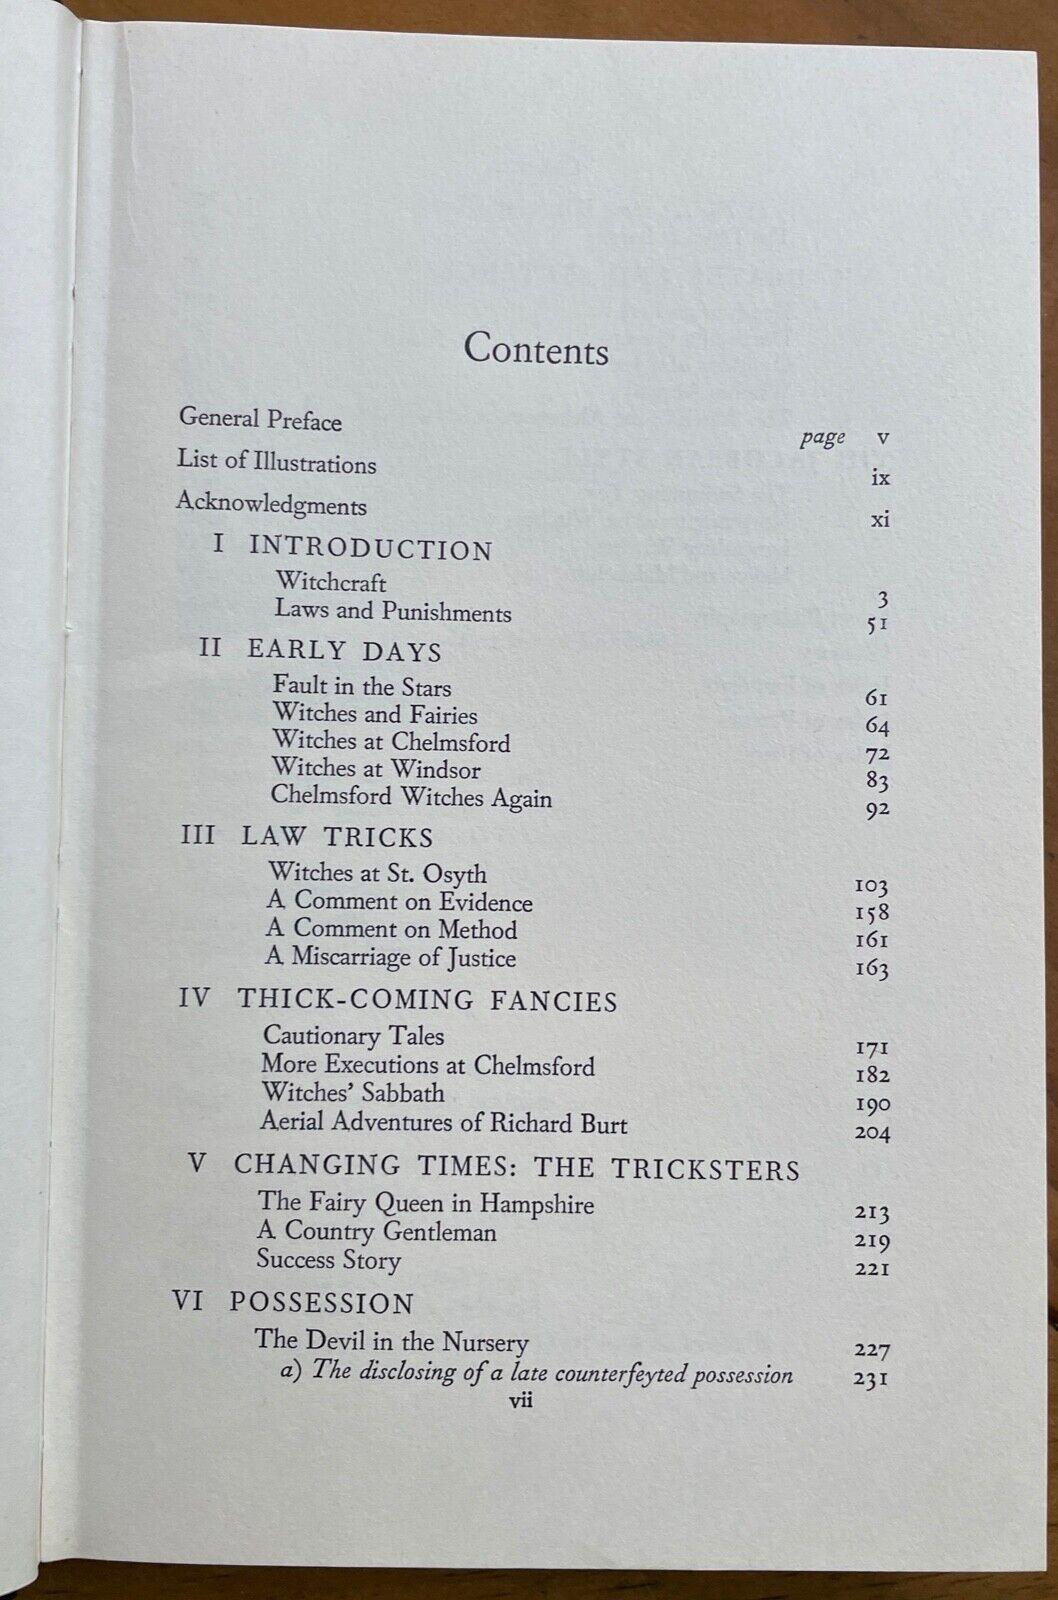 Contents
General Preface page v
List of Illustrations ix
Acknowledgments xi
I INTRODUCTION
Witchcraft 3
Laws and Punishments 51
II EARLY DAYS
Fault in the Stars 61
Witches and Fairies 64
Witches at Chelmsford 72
Witches at Windsor 83
Chelmsford Witches Again 92
III LAW TRICKS
Witches at St. Osyth 103
A Comment on Evidence 158
A Comment on Method 161
A Miscarriage of Justice 163
IV THICK-COMING FANCIES
Cautionary Tales 171
More Executions at Chelmsford 182
Witches’ Sabbath 190
Aerial Adventures of Richard Burt 204
V CHANGING TIMES: THE TRICKSTERS
The Fairy Queen in Hampshire 213
A Country Gentleman 219
Success Story 221
VI POSSESSION
The Devil in the Nursery 227
a) The disclosing of a late counterfeyted possession 231
vii